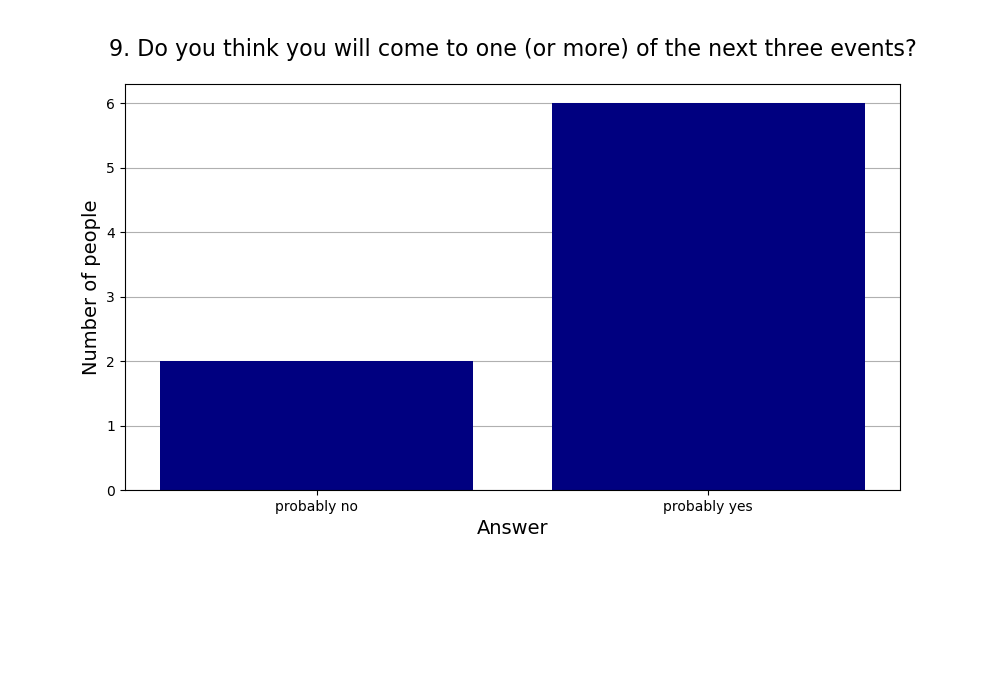 9. Do you think you will come to one (or more) of the next three events?
6
5
4
3
2
1
0
Number of people
probably no
probably yes
Answer